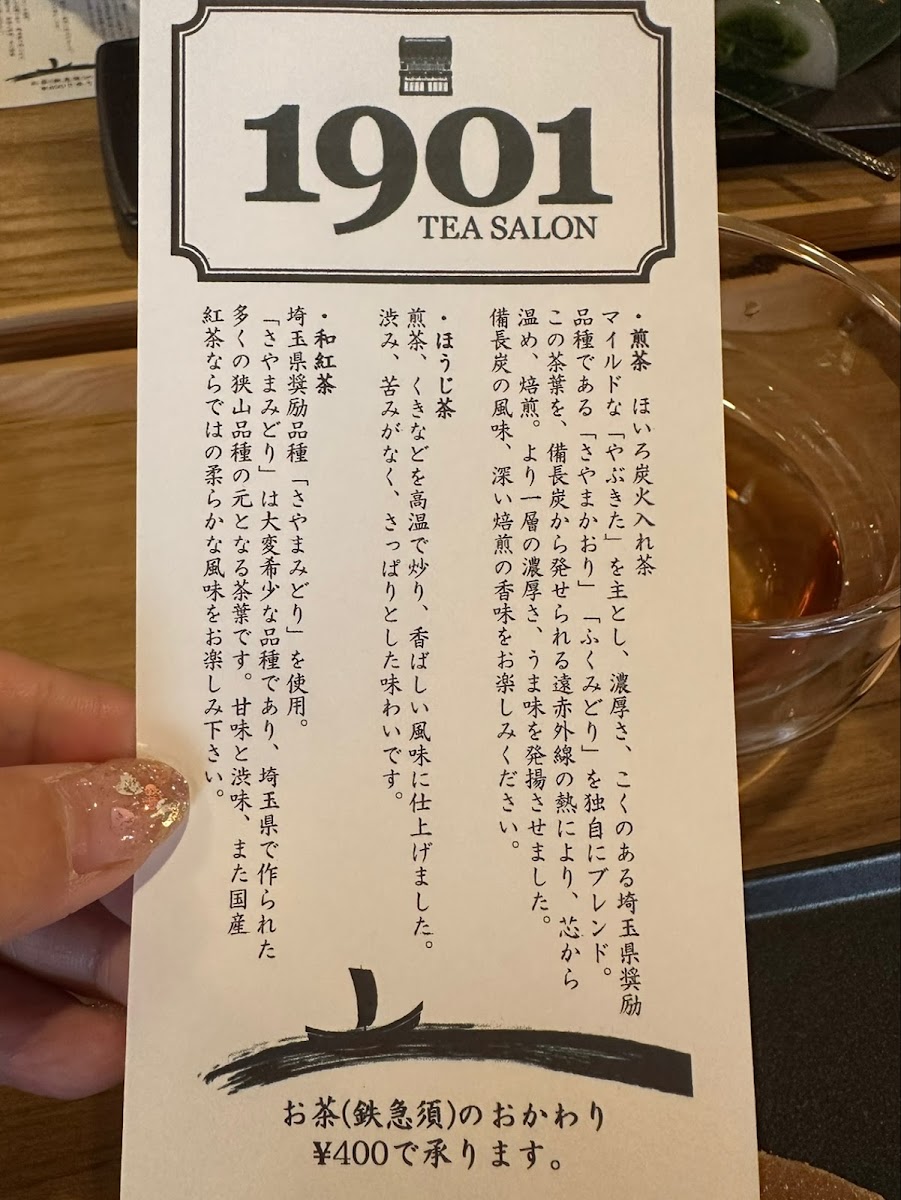 1901
TEA SALON
・煎茶　ほいろ炭火入れ茶
マイルドな「やぶきた」を主とし、濃厚さ、こくのある埼玉県奨励
品種である「さやまかおり」「ふくみどり」を独自にブレンド。
この茶葉を、備長炭から発せられる遠赤外線の熱により、芯から
温め、焙煎。より一層の濃厚さ、うま味を発揚させました。
備長炭の風味、深い焙煎の香味をお楽しみください。
・ほうじ茶
煎茶、くきなどを高温で炒り、香ばしい風味に仕上げました。
渋み、苦みがなく、さっぱりとした味わいです。
・和紅茶
埼玉県奨励品種「さやまみどり」を使用。
「さやまみどり」は大変希少な品種であり、埼玉県で作られた
多くの狭山品種の元となる茶葉です。甘味と渋味、また国産
紅茶ならではの柔らかな風味をお楽しみ下さい。
お茶(鉄急須)のおかわり
¥400で承ります。